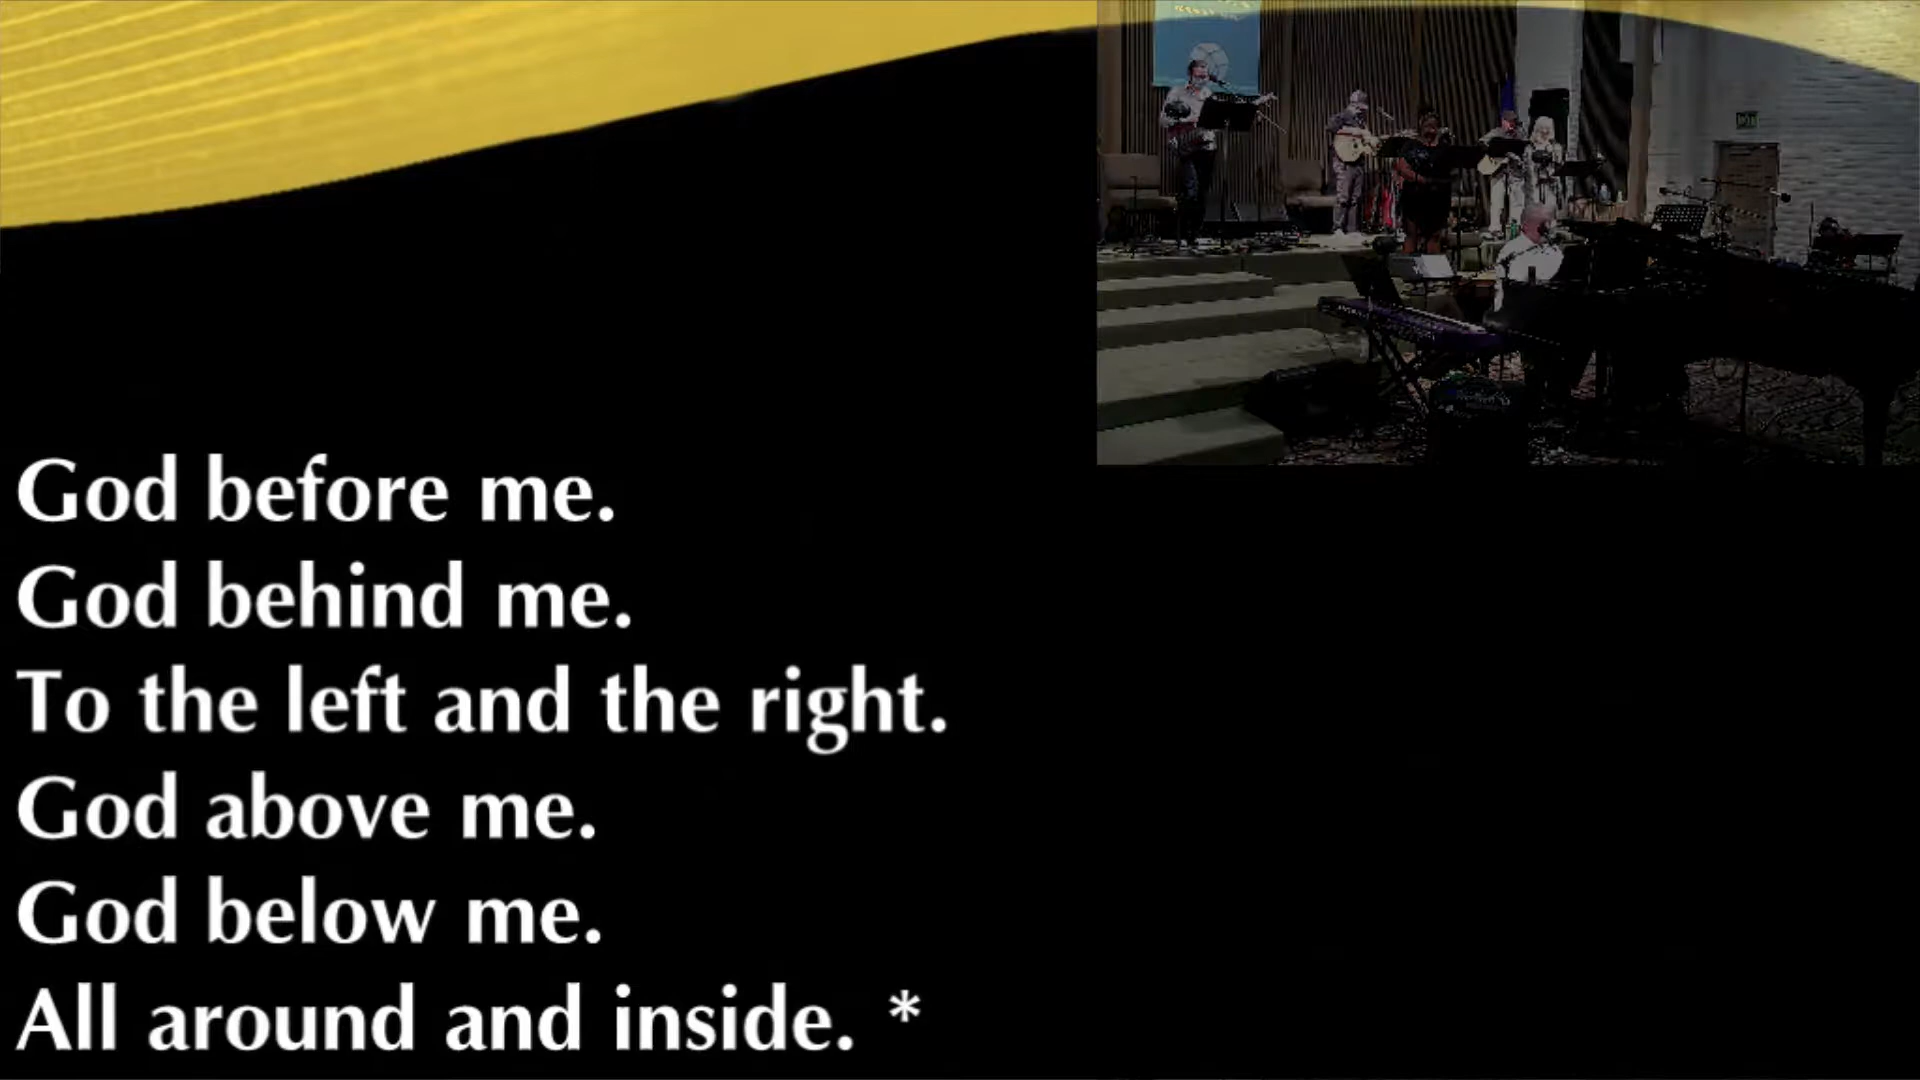 God before me.
God behind me.
To the left and the right.
God above me.
God below me.
All around and inside. *